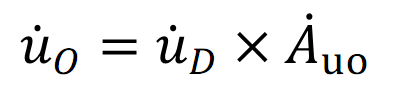 u̇_O = u̇_D × Ȧ_uo